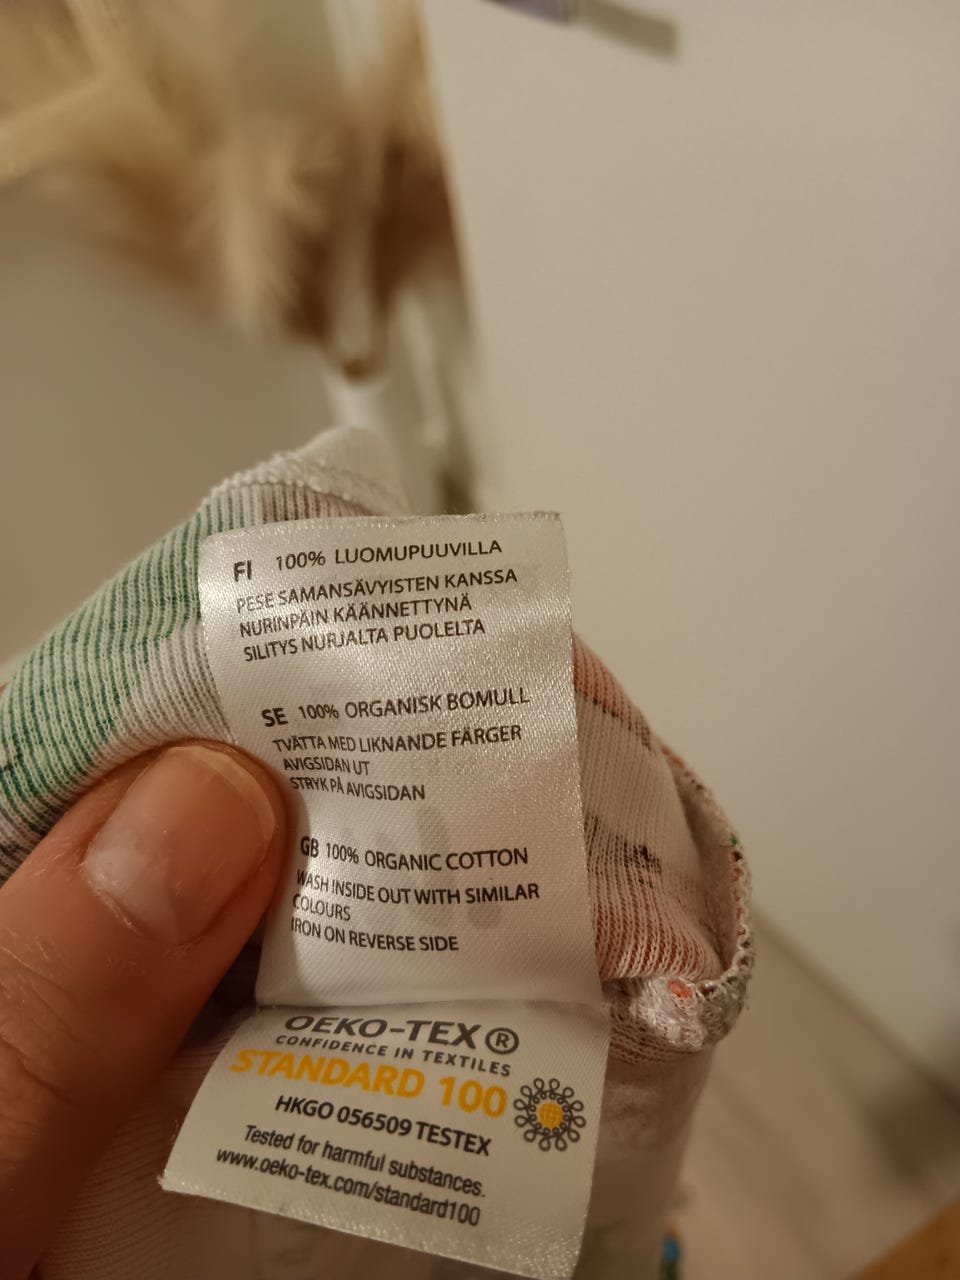 FI 100% LUOMUPUUVILLA
PESE SAMANSÄVYISTEN KANSSA
NURINPÄIN KÄÄNNETTYNÄ
SILITYS NURJALTA PUOLELTA
SE 100% ORGANISK BOMULL
TVÄTTA MED LIKNANDE FÄRGER
AVIGSIDAN UT
STRYK PÅ AVIGSIDAN
GB 100% ORGANIC COTTON
WASH INSIDE OUT WITH SIMILAR
COLOURS
IRON ON REVERSE SIDE
OEKO-TEX®
CONFIDENCE IN TEXTILES
STANDARD 100
HKGO 056509 TESTEX
Tested for harmful substances.
www.oeko-tex.com/standard100